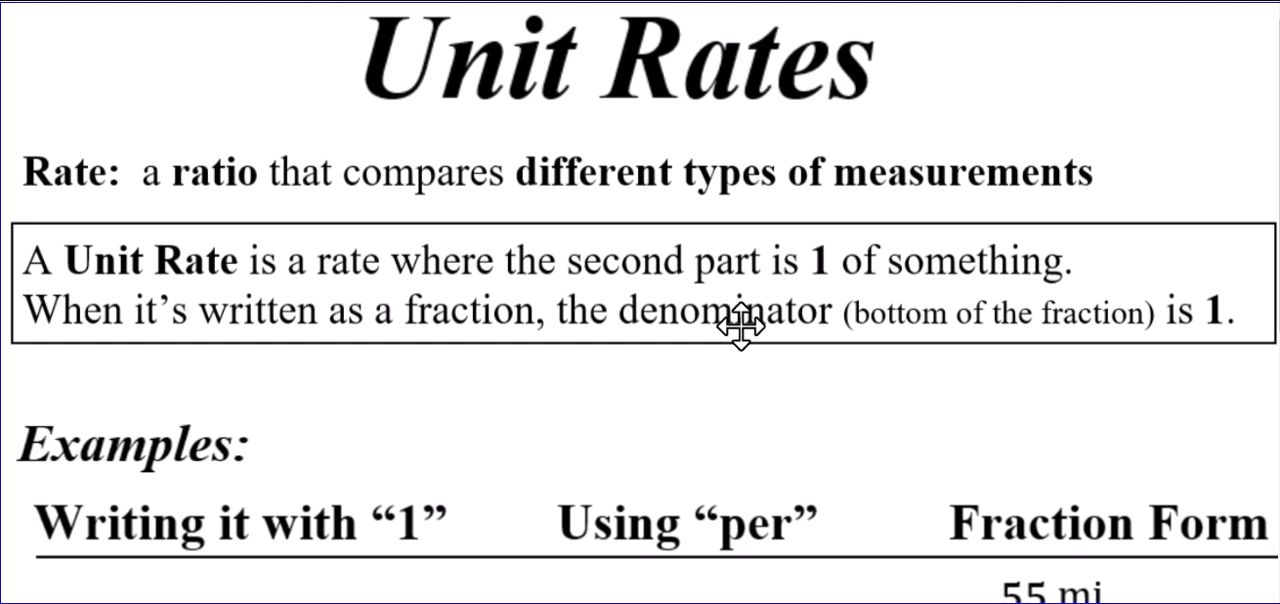 Unit Rates
Rate: a ratio that compares different types of measurements
A Unit Rate is a rate where the second part is 1 of something.
When it’s written as a fraction, the denominator (bottom of the fraction) is 1.
Examples:
Writing it with “1” Using “per” Fraction Form
55 mi